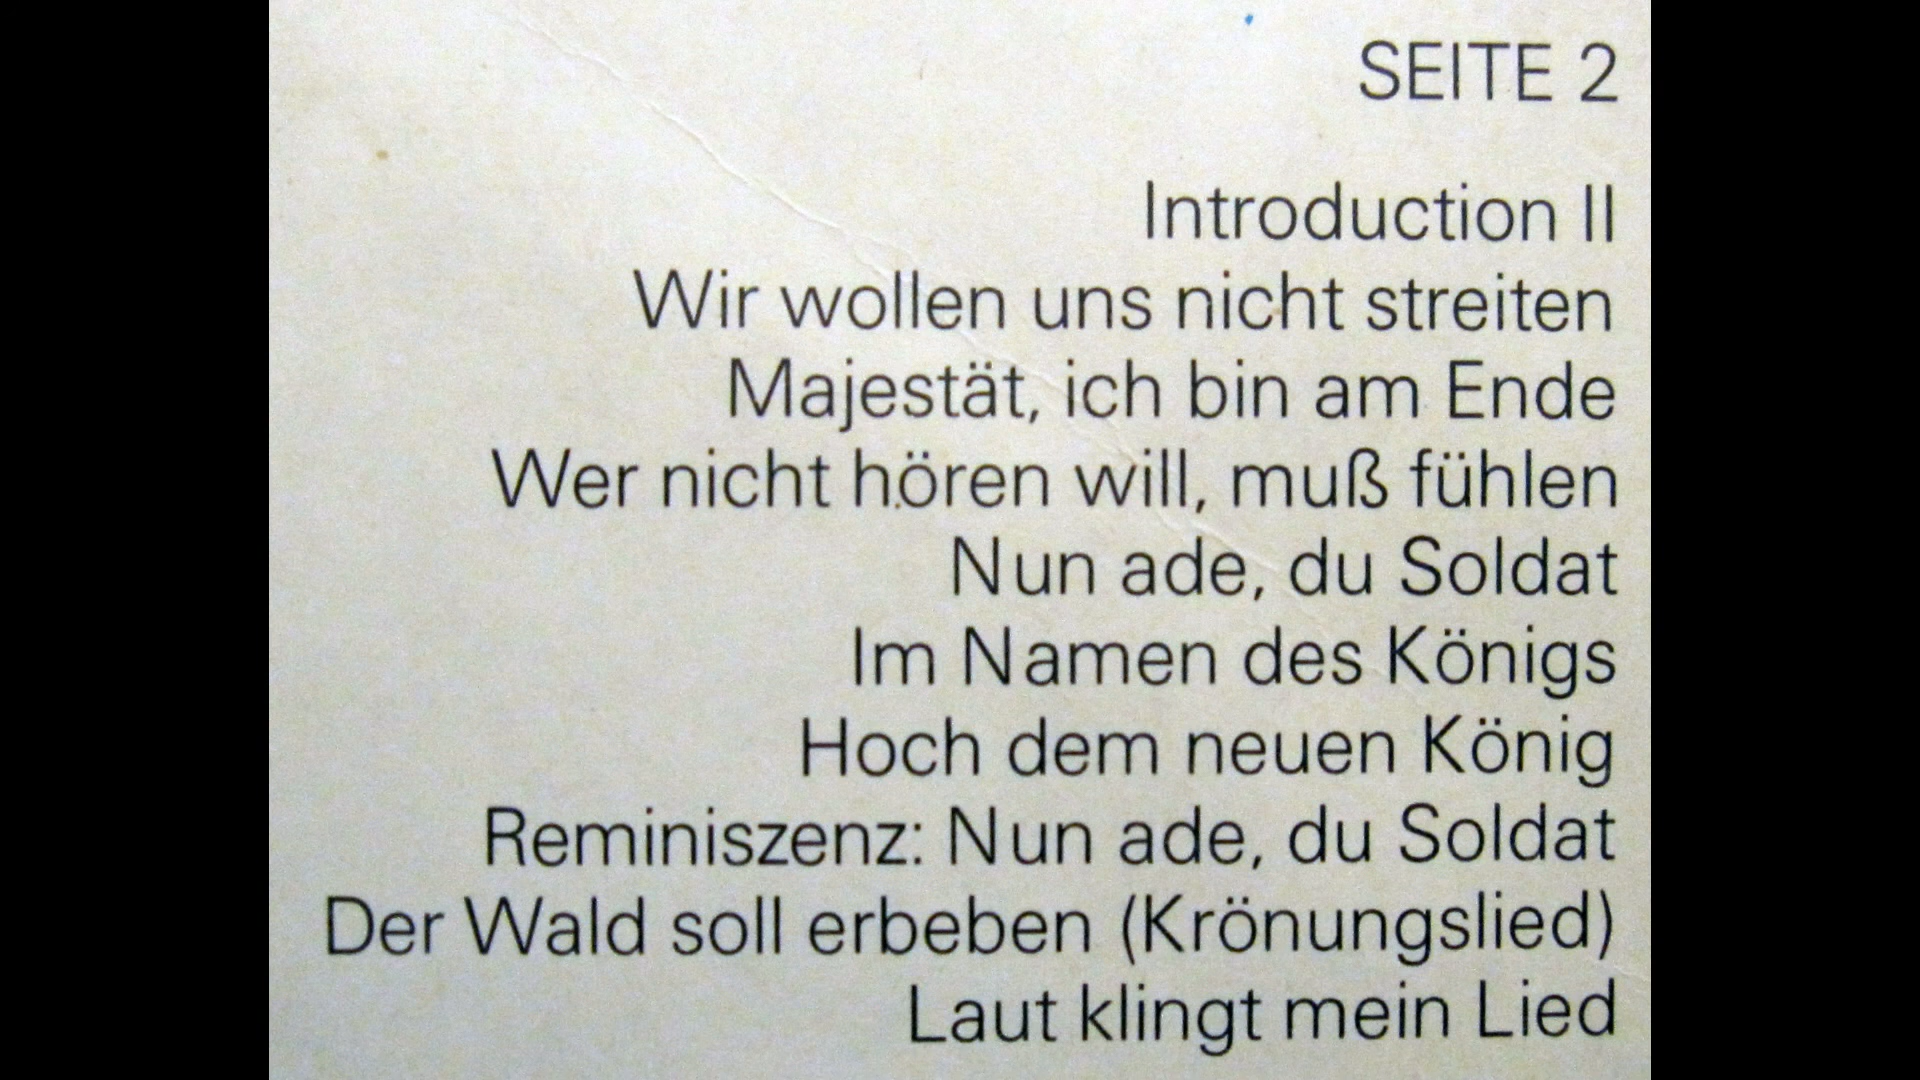 SEITE 2
Introduction II
Wir wollen uns nicht streiten
Majestät, ich bin am Ende
Wer nicht hören will, muß fühlen
Nun ade, du Soldat
Im Namen des Königs
Hoch dem neuen König
Reminiszenz: Nun ade, du Soldat
Der Wald soll erbeben (Krönungslied)
Laut klingt mein Lied